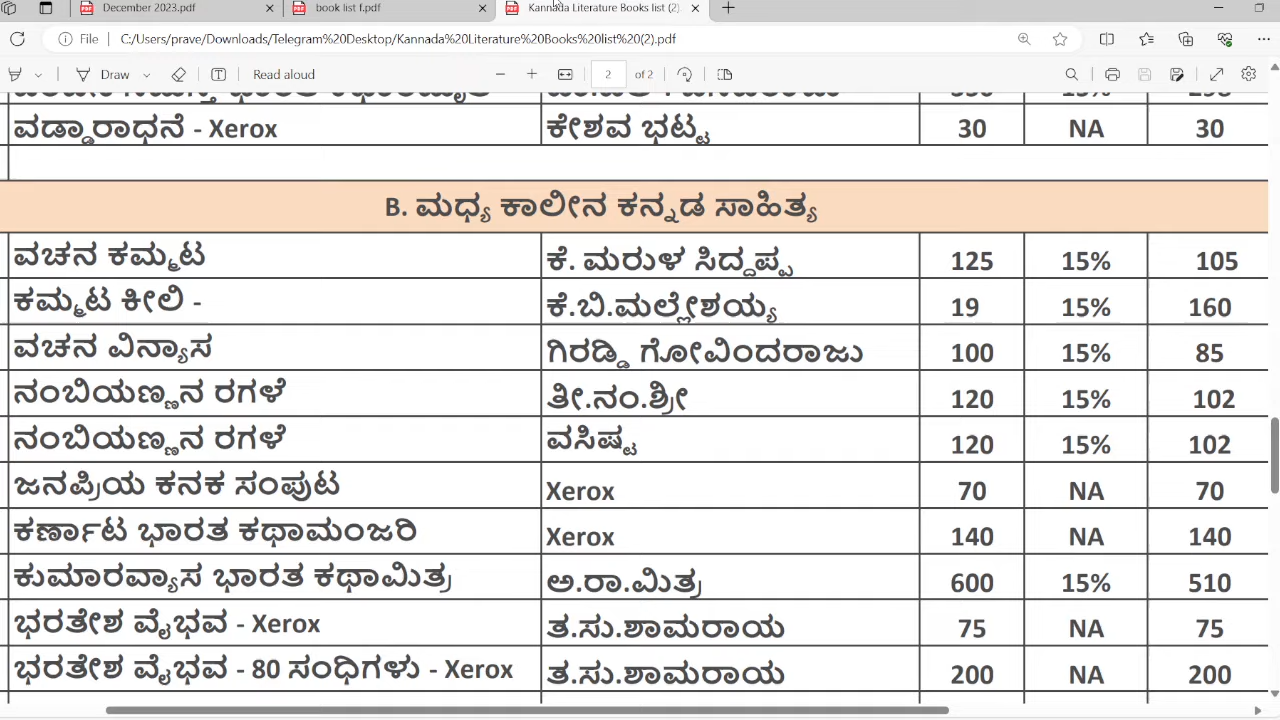 December 2023.pdf × book list f.pdf × Kannada Literature Books list (2). × +
File C:/Users/prave/Downloads/Telegram%20Desktop/Kannada%20Literature%20Books%20list%20(2).pdf
Draw Read aloud − + 2 of 2
15%
ವಡ್ಡಾರಾಧನೆ - Xerox ಕೇಶವ ಭಟ್ಟ 30 NA 30
B. ಮಧ್ಯ ಕಾಲೀನ ಕನ್ನಡ ಸಾಹಿತ್ಯ
ವಚನ ಕಮ್ಮಟ ಕೆ. ಮರುಳ ಸಿದ್ದಪ್ಪ 125 15% 105
ಕಮ್ಮಟ ಕೀಲಿ - ಕೆ.ಬಿ.ಮಲ್ಲೇಶಯ್ಯ 19 15% 160
ವಚನ ವಿನ್ಯಾಸ ಗಿರಡ್ಡಿ ಗೋವಿಂದರಾಜು 100 15% 85
ನಂಬಿಯಣ್ಣನ ರಗಳೆ ತೀ.ನಂ.ಶ್ರೀ 120 15% 102
ನಂಬಿಯಣ್ಣನ ರಗಳೆ ವಸಿಷ್ಟ 120 15% 102
ಜನಪ್ರಿಯ ಕನಕ ಸಂಪುಟ Xerox 70 NA 70
ಕರ್ಣಾಟ ಭಾರತ ಕಥಾಮಂಜರಿ Xerox 140 NA 140
ಕುಮಾರವ್ಯಾಸ ಭಾರತ ಕಥಾಮಿತ್ರ ಅ.ರಾ.ಮಿತ್ರ 600 15% 510
ಭರತೇಶ ವೈಭವ - Xerox ತ.ಸು.ಶಾಮರಾಯ 75 NA 75
ಭರತೇಶ ವೈಭವ - 80 ಸಂಧಿಗಳು - Xerox ತ.ಸು.ಶಾಮರಾಯ 200 NA 200